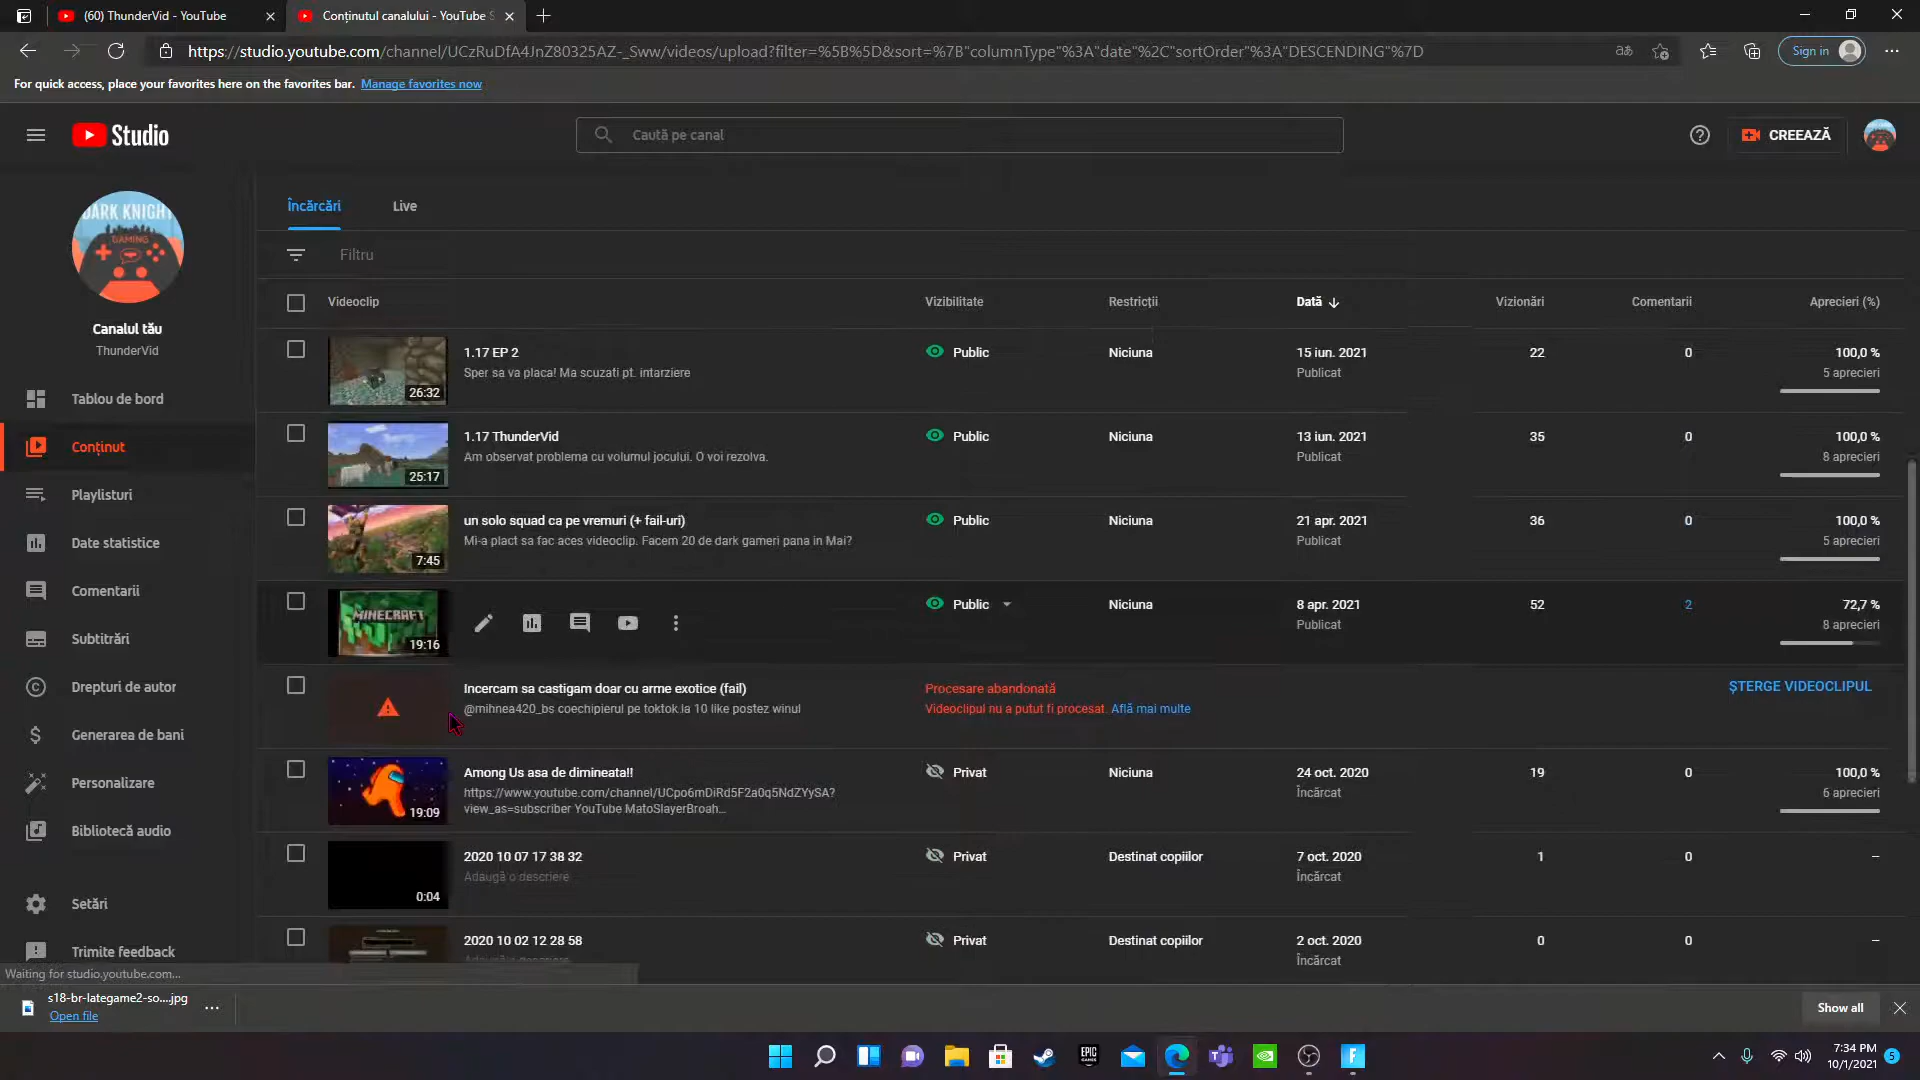 (60) ThunderVid - YouTube
Conținutul canalului - YouTube S
https://studio.youtube.com/channel/UCzRuDfA4JnZ80325AZ-_Sww/videos/upload?filter=%5B%5D&sort=%7B"columnType"%3A"date"%2C"sortOrder"%3A"DESCENDING"%7D
Sign in
For quick access, place your favorites here on the favorites bar. Manage favorites now
Studio
Caută pe canal
CREEAZĂ
DARK KNIGHT
GAMING
Canalul tău
ThunderVid
Tablou de bord
Conținut
Playlisturi
Date statistice
Comentarii
Subtitrări
Drepturi de autor
Generarea de bani
Personalizare
Bibliotecă audio
Setări
Trimite feedback
Încărcări Live
Filtru
Videoclip Vizibilitate Restricții Dată Vizionări Comentarii Aprecieri (%)
1.17 EP 2 Public Niciuna 15 iun. 2021 22 0 100,0 %
Sper sa va placa! Ma scuzati pt. intarziere Publicat 5 aprecieri
26:32
1.17 ThunderVid Public Niciuna 13 iun. 2021 35 0 100,0 %
Am observat problema cu volumul jocului. O voi rezolva. Publicat 8 aprecieri
25:17
un solo squad ca pe vremuri (+ fail-uri) Public Niciuna 21 apr. 2021 36 0 100,0 %
Mi-a plact sa fac aces videoclip. Facem 20 de dark gameri pana in Mai? Publicat 5 aprecieri
7:45
MINECRAFT Public Niciuna 8 apr. 2021 52 2 72,7 %
Publicat 8 aprecieri
19:16
Incercam sa castigam doar cu arme exotice (fail) Procesare abandonată ȘTERGE VIDEOCLIPUL
@mihnea420_bs coechipierul pe toktok.la 10 like postez winul Videoclipul nu a putut fi procesat. Află mai multe
Among Us asa de dimineata!! Privat Niciuna 24 oct. 2020 19 0 100,0 %
https://www.youtube.com/channel/UCpo6mDiRd5F2a0q5NdZYySA? Încărcat 6 aprecieri
view_as=subscriber YouTube MatoSlayerBroah...
19:09
2020 10 07 17 38 32 Privat Destinat copiilor 7 oct. 2020 1 0 –
Adaugă o descriere Încărcat
0:04
2020 10 02 12 28 58 Privat Destinat copiilor 2 oct. 2020 0 0 –
Adaugă o descriere Încărcat
Waiting for studio.youtube.com...
s18-br-lategame2-so....jpg
Open file
Show all
EPIC GAMES
7:34 PM
10/1/2021
5